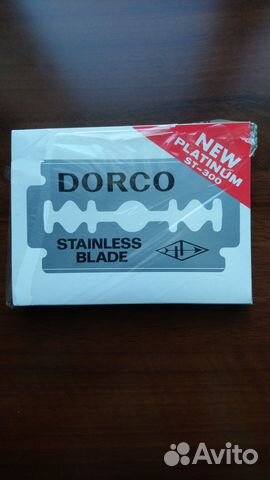 NEW
PLATINUM
ST-300
DORCO
STAINLESS
BLADE
Avito